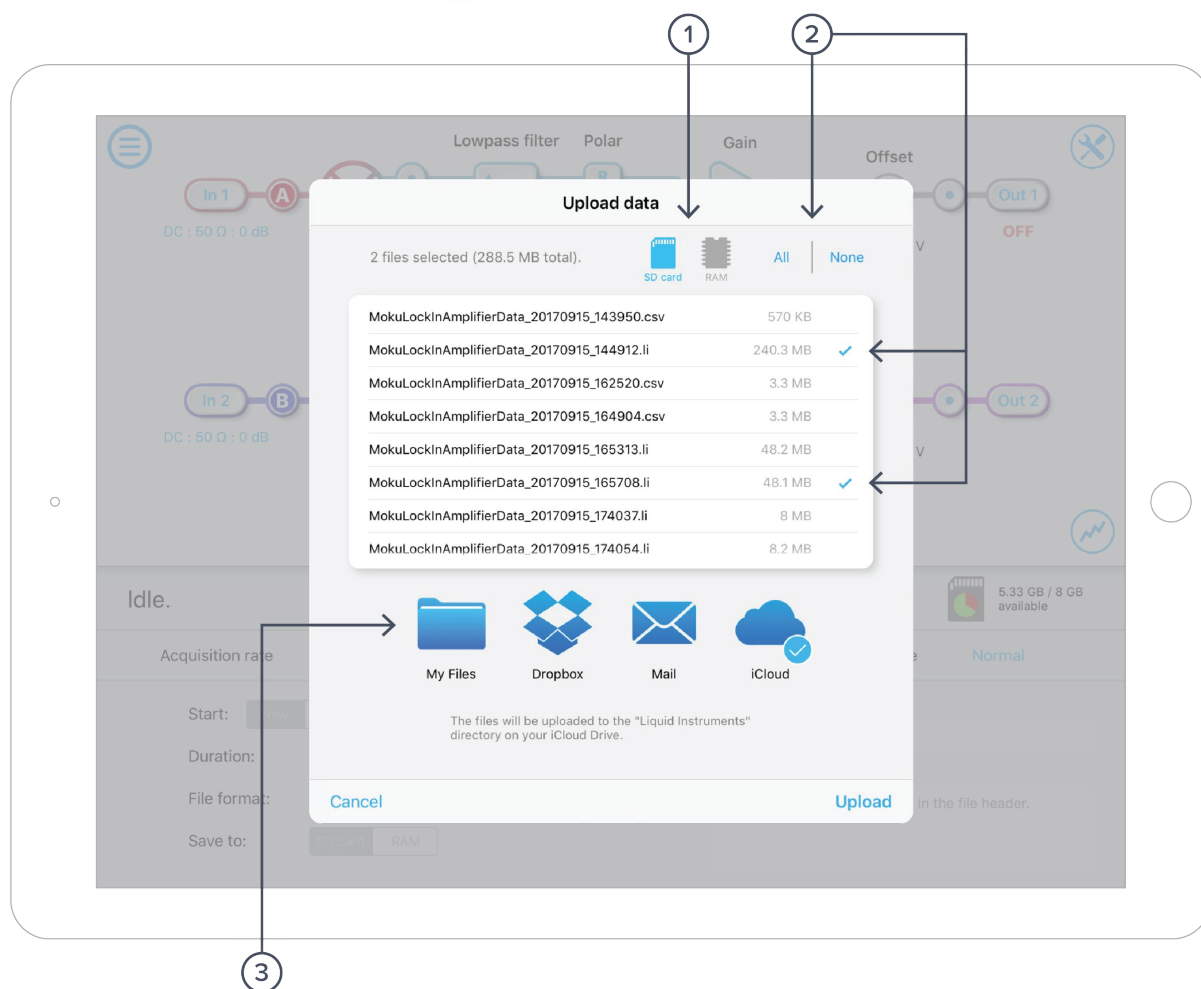 1
2
Lowpass filter
Polar
Gain
Offset
In 1
A
Out 1
DC : 50 Ω : 0 dB
OFF
V
Upload data
2 files selected (288.5 MB total).
SD card
RAM
All
None
MokuLockInAmplifierData_20170915_143950.csv 570 KB
MokuLockInAmplifierData_20170915_144912.li 240.3 MB
MokuLockInAmplifierData_20170915_162520.csv 3.3 MB
MokuLockInAmplifierData_20170915_164904.csv 3.3 MB
MokuLockInAmplifierData_20170915_165313.li 48.2 MB
MokuLockInAmplifierData_20170915_165708.li 48.1 MB
MokuLockInAmplifierData_20170915_174037.li 8 MB
MokuLockInAmplifierData_20170915_174054.li 8.2 MB
In 2
B
Out 2
DC : 50 Ω : 0 dB
V
My Files
Dropbox
Mail
iCloud
The files will be uploaded to the "Liquid Instruments"
directory on your iCloud Drive.
Cancel
Upload
Idle.
5.33 GB / 8 GB
available
Acquisition rate
Normal
Start: Now
Duration:
File format:
in the file header.
Save to: SD card RAM
3